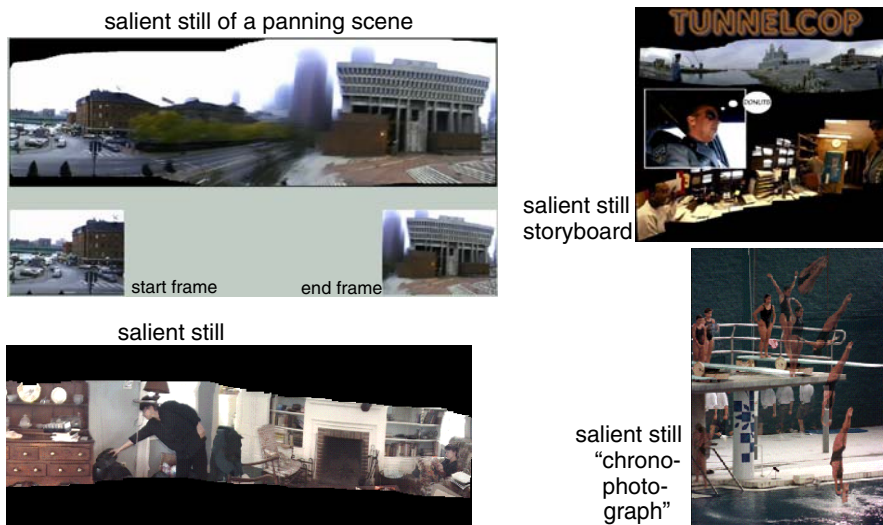 salient still of a panning scene
start frame
end frame
TUNNELCOP
DONUTS
salient still
storyboard
salient still
salient still
“chrono-
photo-
graph”